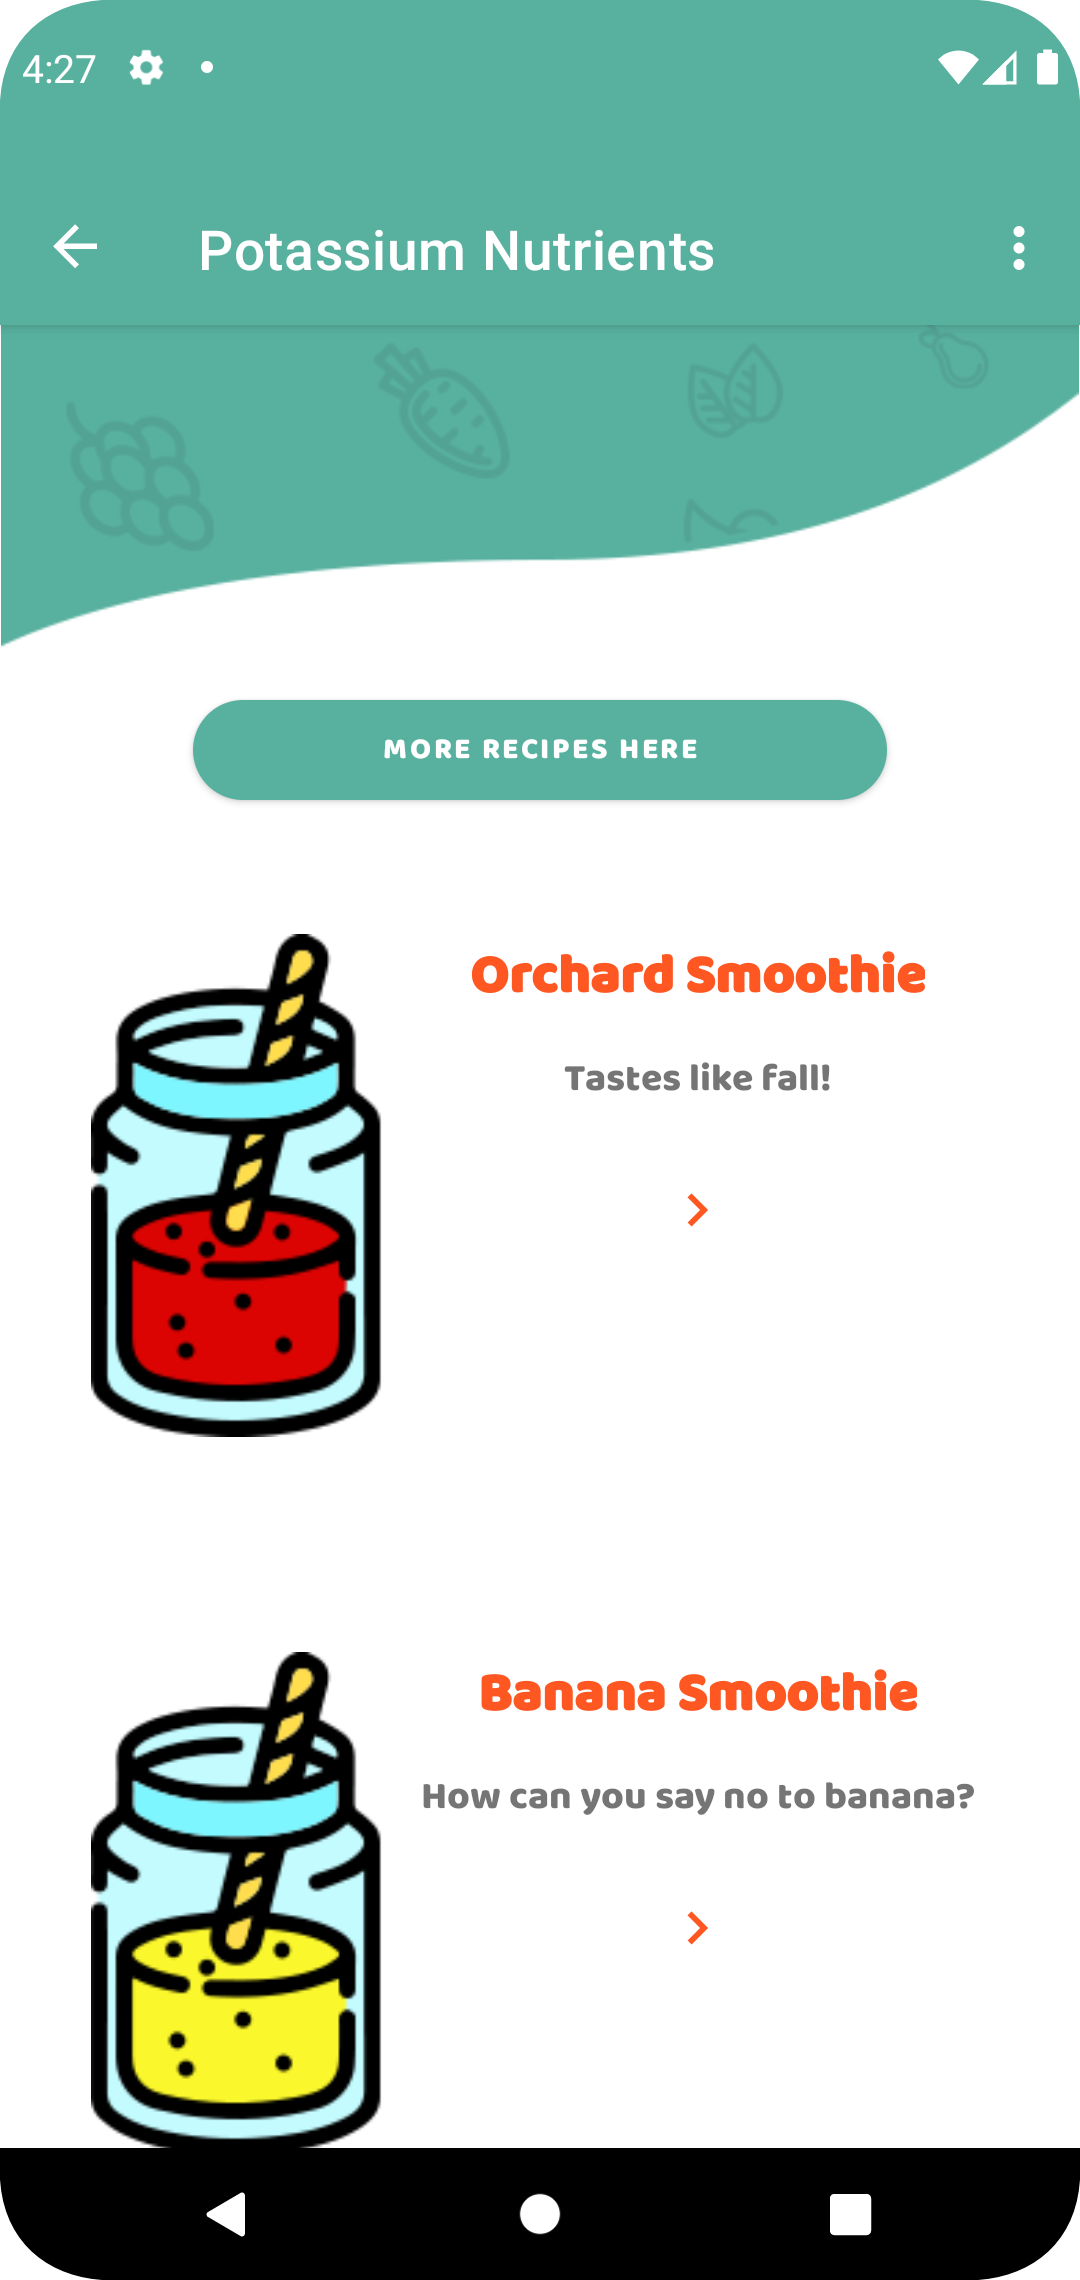 4:27
Potassium Nutrients
MORE RECIPES HERE
Orchard Smoothie
Tastes like fall!
Banana Smoothie
How can you say no to banana?